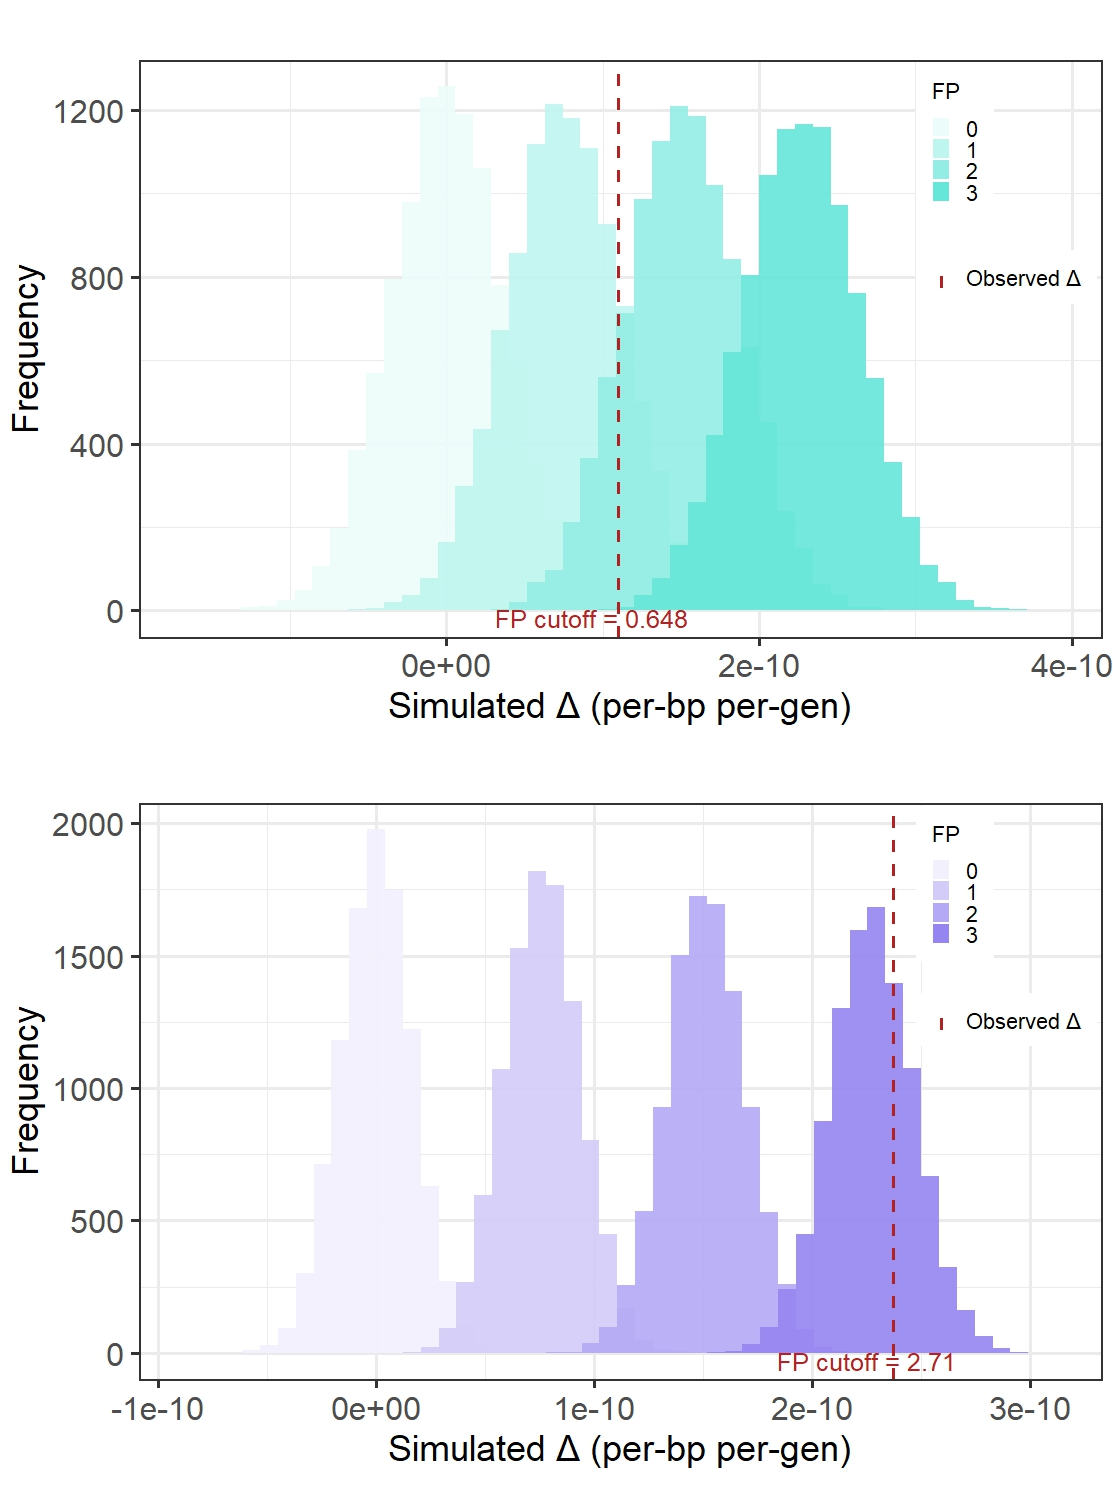 FP
0
1
2
3
Observed Δ
1200
800
400
0
Frequency
FP cutoff = 0.648
0e+00
2e-10
4e-10
Simulated Δ (per-bp per-gen)
FP
0
1
2
3
Observed Δ
2000
1500
1000
500
0
Frequency
FP cutoff = 2.71
-1e-10
0e+00
1e-10
2e-10
3e-10
Simulated Δ (per-bp per-gen)